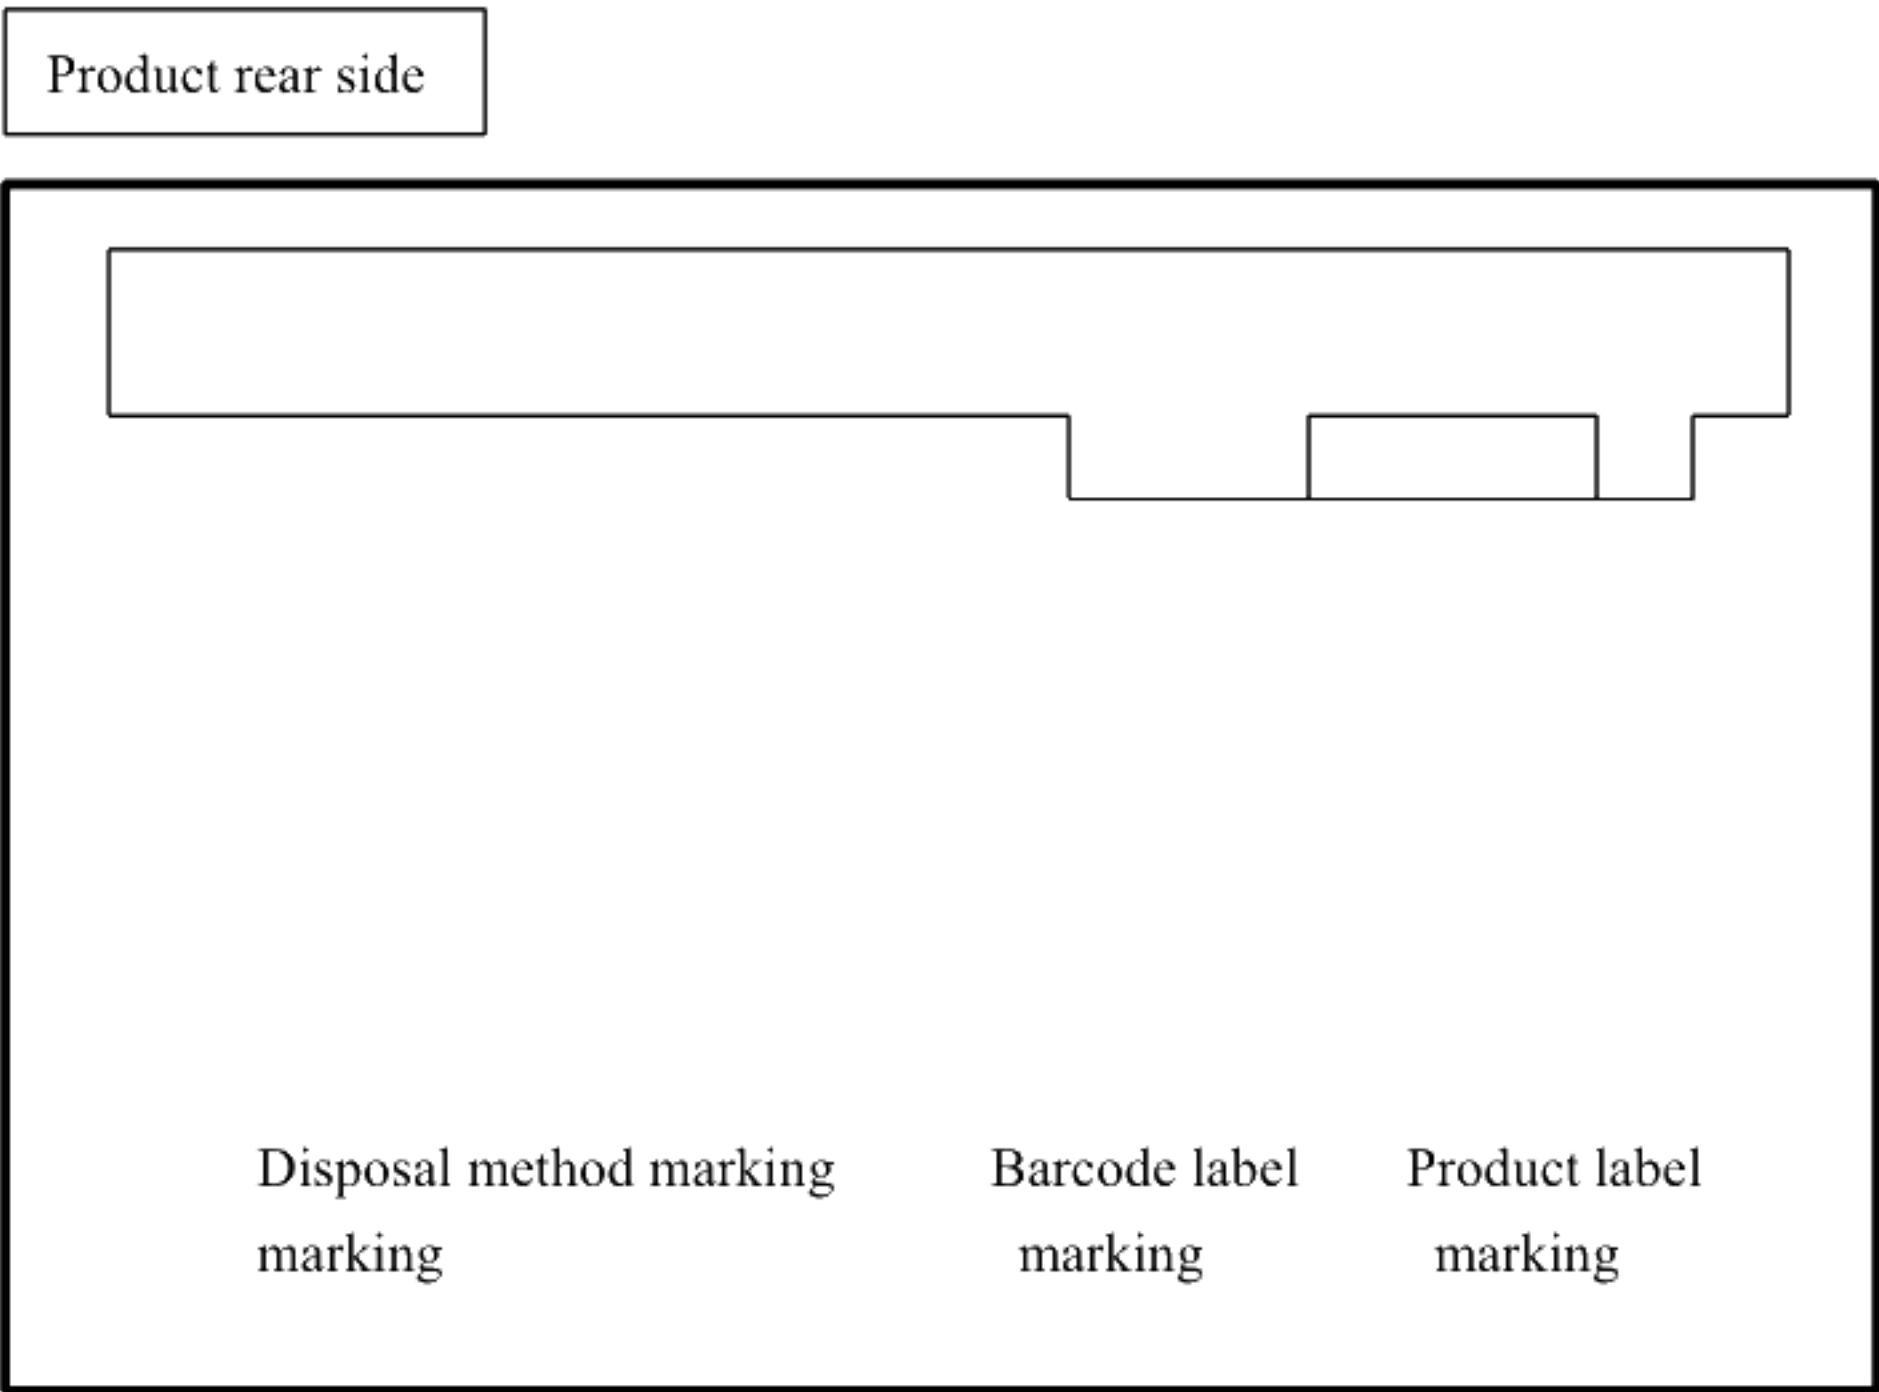 Product rear side
Disposal method marking
marking
Barcode label
marking
Product label
marking